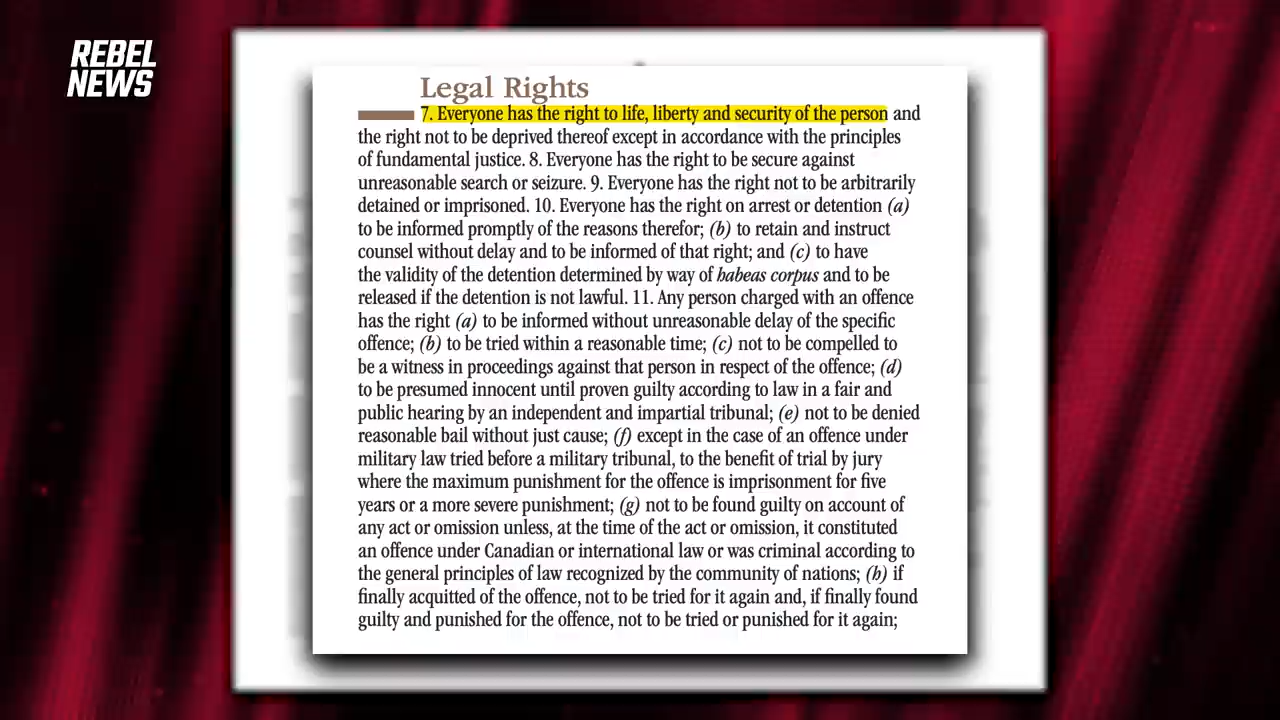 REBEL
NEWS
Legal Rights
7. Everyone has the right to life, liberty and security of the person and
the right not to be deprived thereof except in accordance with the principles
of fundamental justice. 8. Everyone has the right to be secure against
unreasonable search or seizure. 9. Everyone has the right not to be arbitrarily
detained or imprisoned. 10. Everyone has the right on arrest or detention (a)
to be informed promptly of the reasons therefor; (b) to retain and instruct
counsel without delay and to be informed of that right; and (c) to have
the validity of the detention determined by way of habeas corpus and to be
released if the detention is not lawful. 11. Any person charged with an offence
has the right (a) to be informed without unreasonable delay of the specific
offence; (b) to be tried within a reasonable time; (c) not to be compelled to
be a witness in proceedings against that person in respect of the offence; (d)
to be presumed innocent until proven guilty according to law in a fair and
public hearing by an independent and impartial tribunal; (e) not to be denied
reasonable bail without just cause; (f) except in the case of an offence under
military law tried before a military tribunal, to the benefit of trial by jury
where the maximum punishment for the offence is imprisonment for five
years or a more severe punishment; (g) not to be found guilty on account of
any act or omission unless, at the time of the act or omission, it constituted
an offence under Canadian or international law or was criminal according to
the general principles of law recognized by the community of nations; (h) if
finally acquitted of the offence, not to be tried for it again and, if finally found
guilty and punished for the offence, not to be tried or punished for it again;